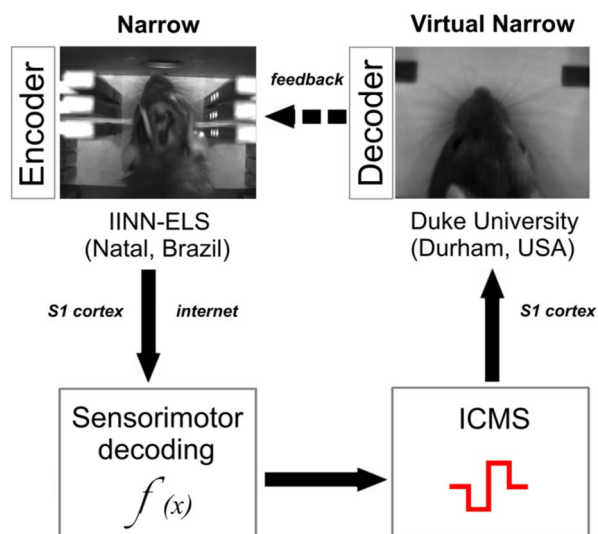 Narrow
Virtual Narrow
Encoder
feedback
Decoder
IINN-ELS
(Natal, Brazil)
Duke University
(Durham, USA)
S1 cortex
internet
S1 cortex
Sensorimotor
decoding
f (x)
ICMS